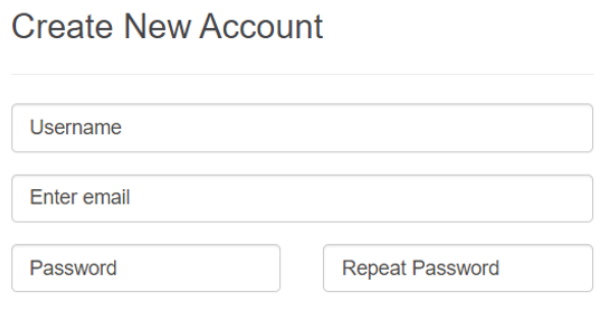 Create New Account
Username
Enter email
Password Repeat Password